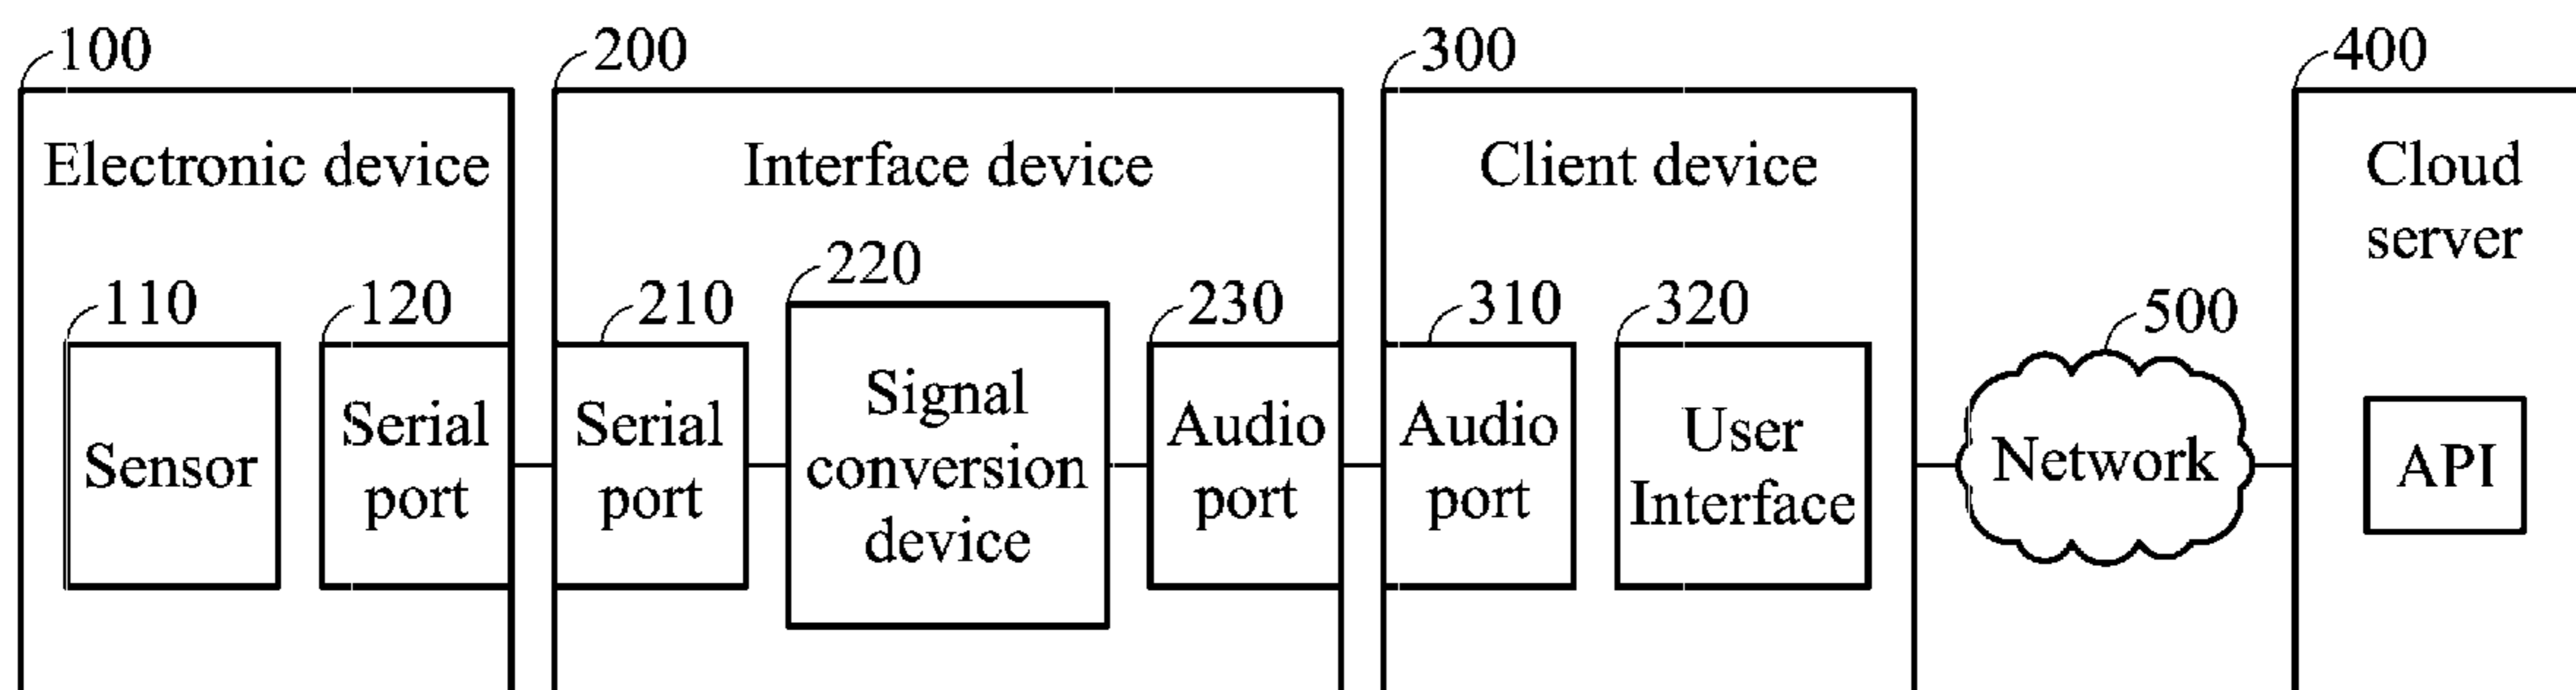 100
200
300
400
Electronic device
Interface device
Client device
Cloud
server
110
120
210
220
230
310
320
500
Sensor
Serial
port
Serial
port
Signal
conversion
device
Audio
port
Audio
port
User
Interface
Network
API